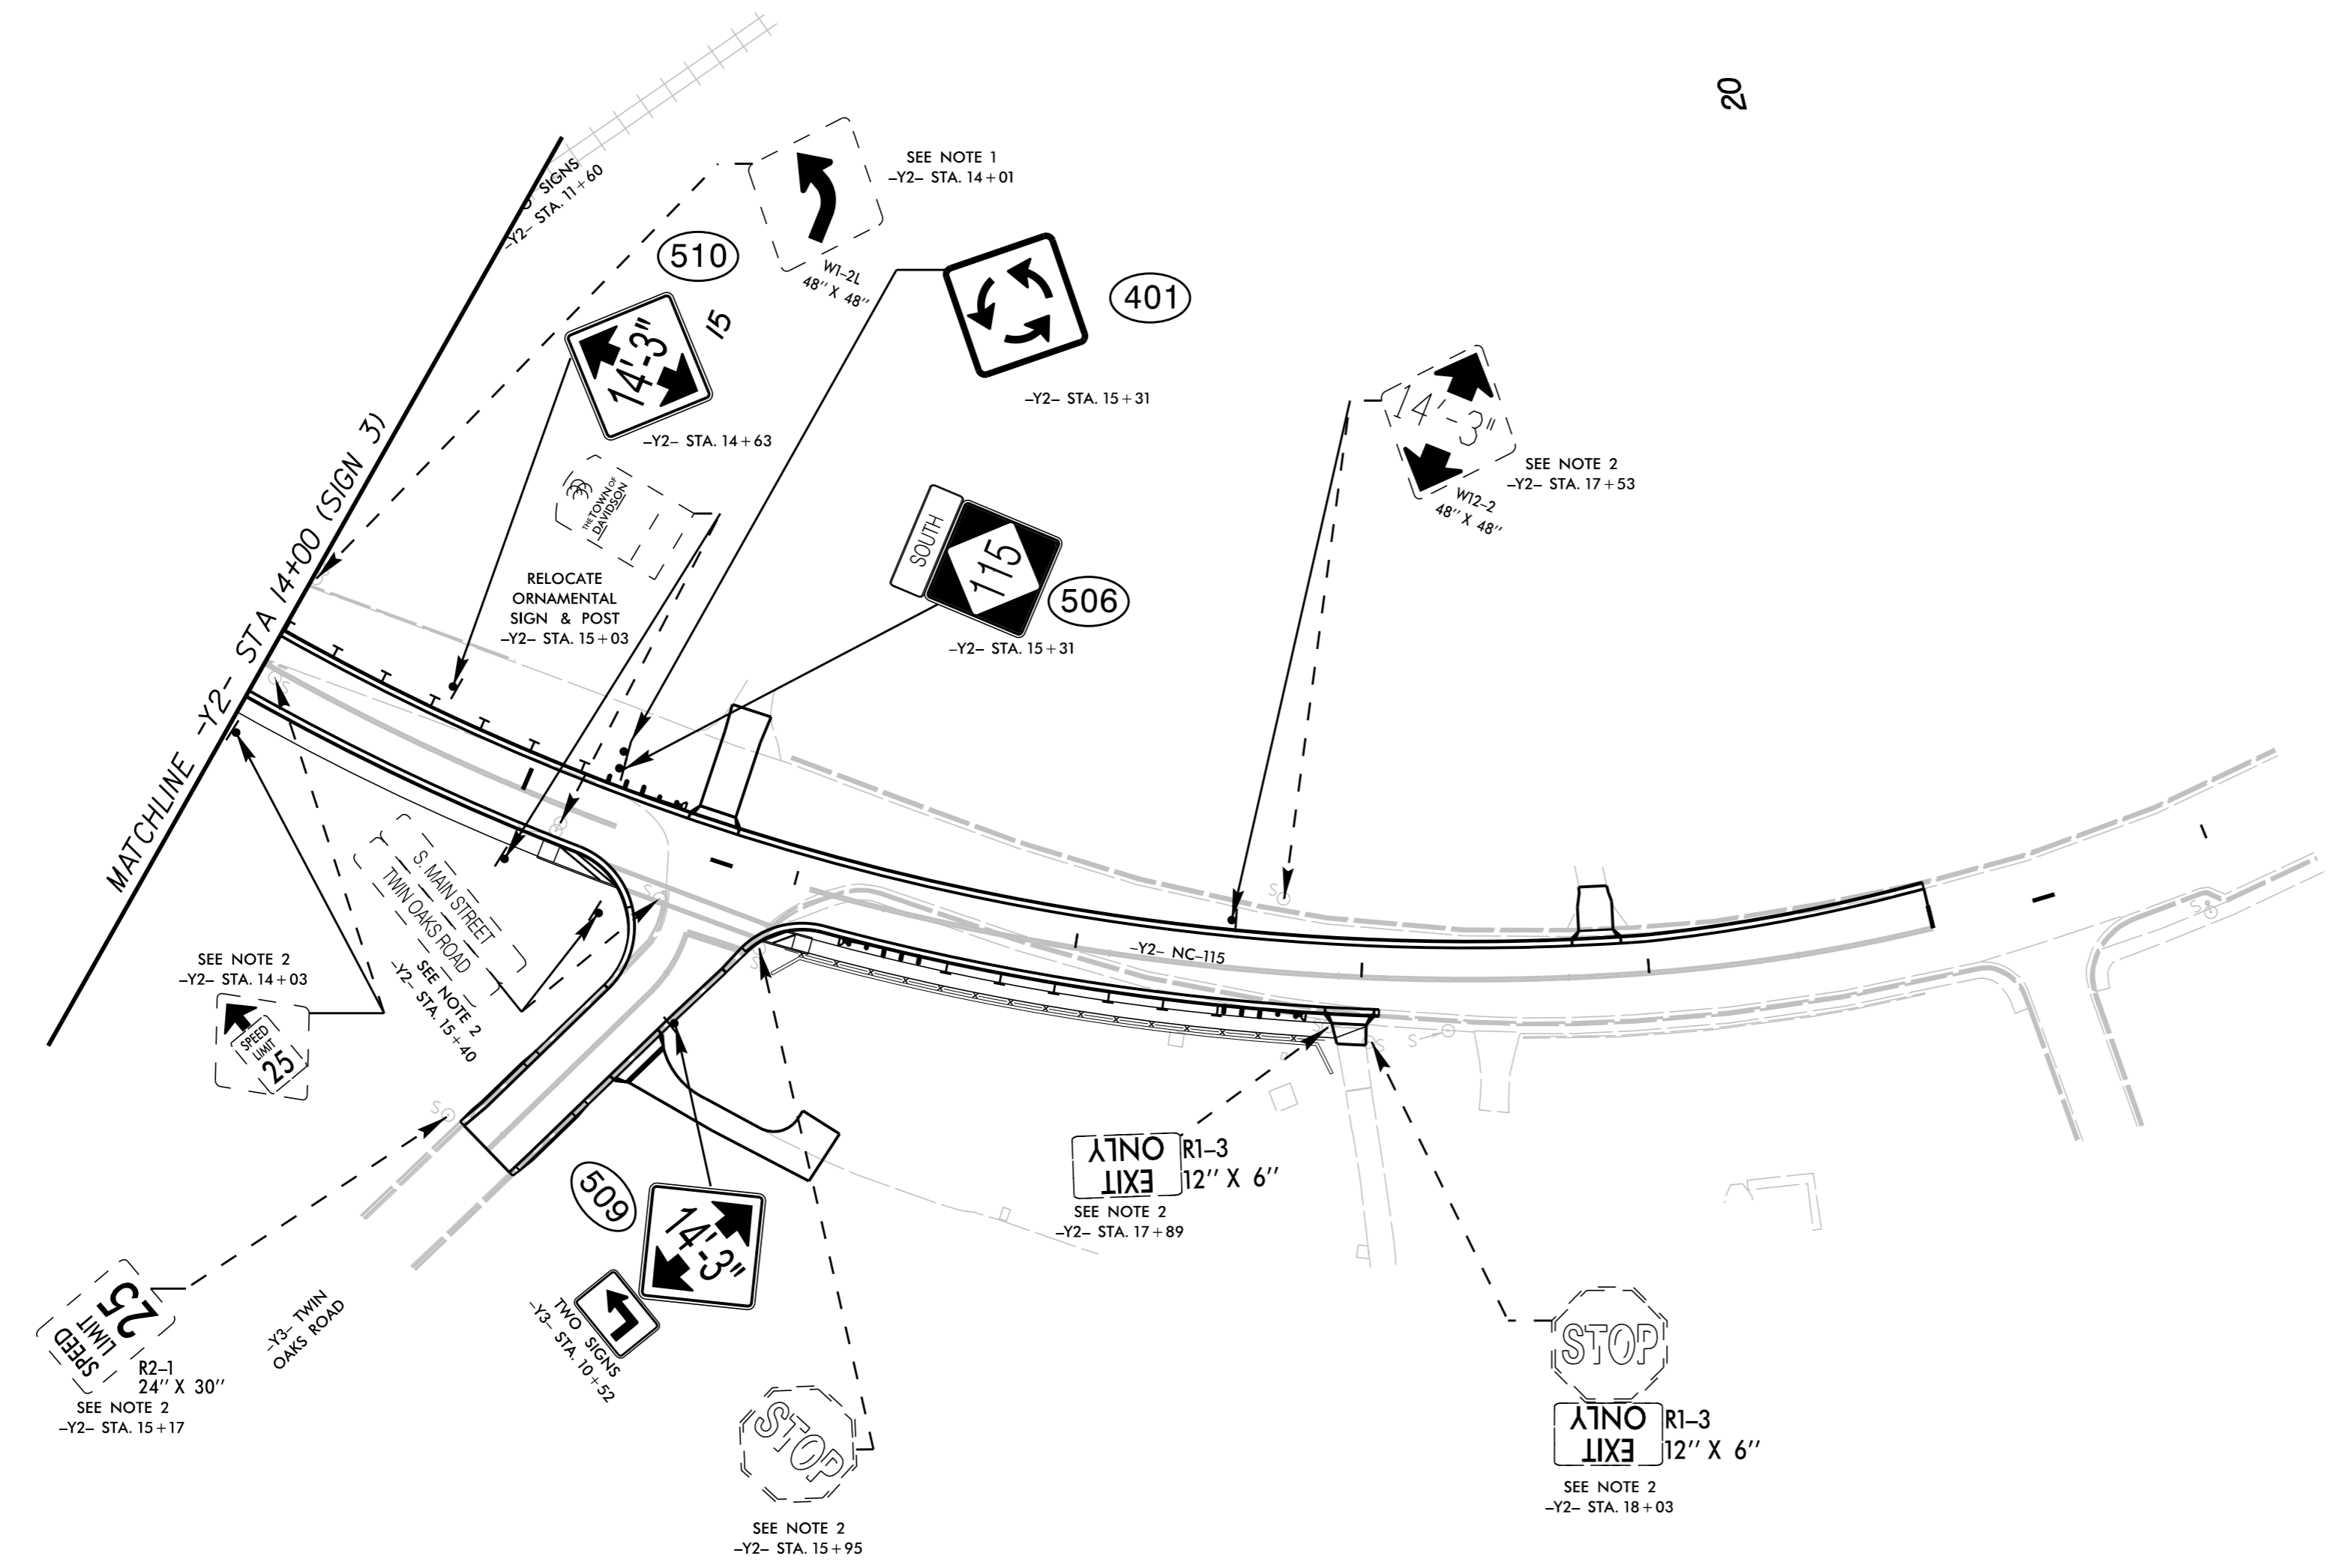 20
SIGNS
-Y2- STA. 11+60
SEE NOTE 1
-Y2- STA. 14+01
W1-2L
48" X 48"
510
14'-3"
15
-Y2- STA. 14+63
401
-Y2- STA. 15+31
14'-3"
SEE NOTE 2
-Y2- STA. 17+53
W12-2
48" X 48"
THE TOWN OF
DAVIDSON
RELOCATE
ORNAMENTAL
SIGN & POST
-Y2- STA. 15+03
SOUTH
115
506
-Y2- STA. 15+31
MATCHLINE -Y2- STA 14+00 (SIGN 3)
S
S. MAIN STREET
TWIN OAKS ROAD
SEE NOTE 2
-Y2- STA. 15+40
S
S
S
-Y2- NC-115
S
S
S
SEE NOTE 2
-Y2- STA. 14+03
SPEED
LIMIT
25
S
EXIT
ONLY
R1-3
12" X 6"
SEE NOTE 2
-Y2- STA. 17+89
509
14'-3"
TWO SIGNS
-Y3- STA. 10+52
SPEED
LIMIT
25
R2-1
24" X 30"
SEE NOTE 2
-Y2- STA. 15+17
-Y3- TWIN
OAKS ROAD
STOP
SEE NOTE 2
-Y2- STA. 15+95
STOP
EXIT
ONLY
R1-3
12" X 6"
SEE NOTE 2
-Y2- STA. 18+03